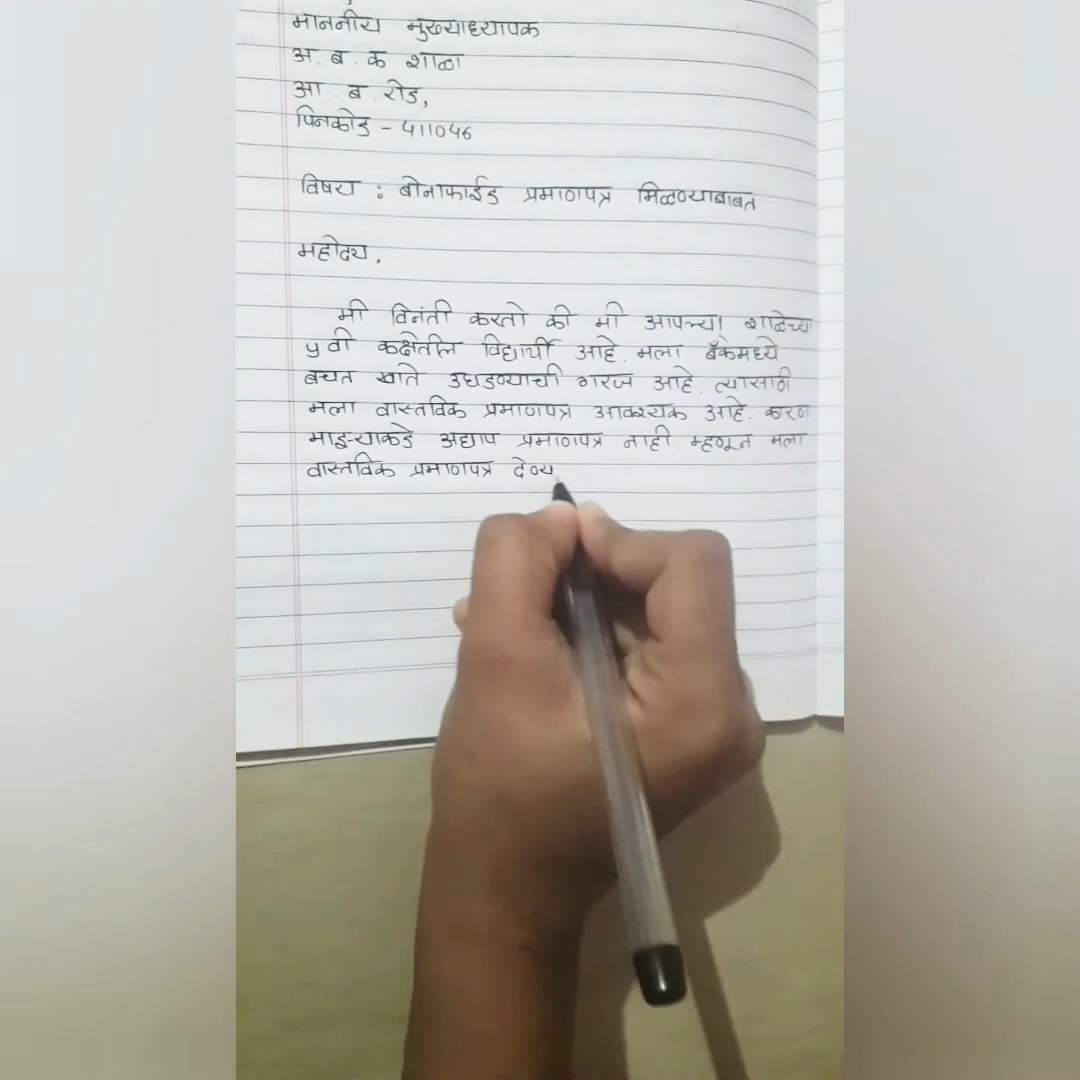 माननीय मुख्याध्यापक
अ. ब. क शाळा
आ. ब. रोड,
पिनकोड - 411046
विषय : बोनाफाईड प्रमाणपत्र मिळण्याबाबत
महोदय,
मी विनंती करतो की मी आपल्या शाळेच्या
५ वी कक्षेतील विद्यार्थी आहे. मला बँकेमध्ये
बचत खाते उघडण्याची गरज आहे. त्यासाठी
मला वास्तविक प्रमाणपत्र आवश्यक आहे. कारण
माझ्याकडे अद्याप प्रमाणपत्र नाही. म्हणून मला
वास्तविक प्रमाणपत्र देण्य